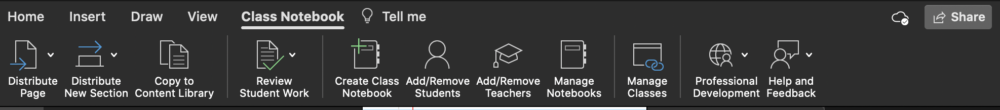 Home Insert Draw View Class Notebook Tell me Share
Distribute Page
Distribute New Section
Copy to Content Library
Review Student Work
Create Class Notebook
Add/Remove Students
Add/Remove Teachers
Manage Notebooks
Manage Classes
Professional Development
Help and Feedback